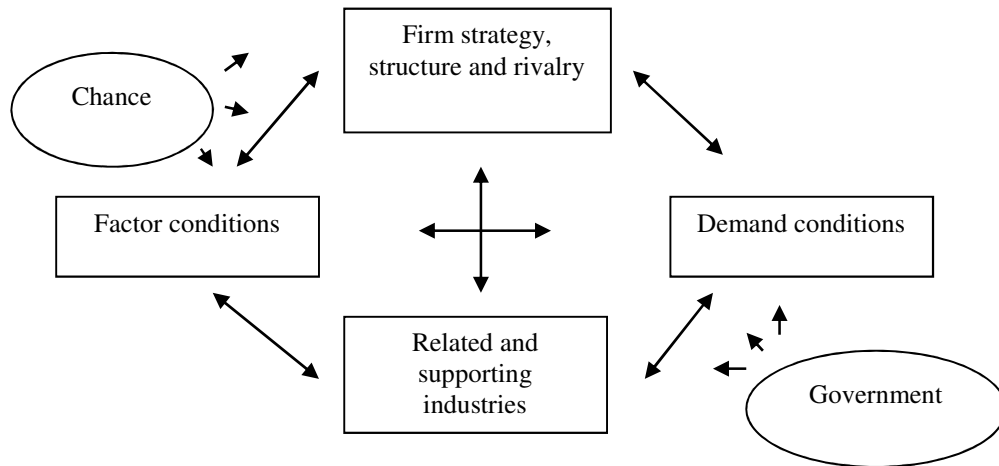 Firm strategy,
structure and rivalry
Chance
Factor conditions
Demand conditions
Related and
supporting
industries
Government